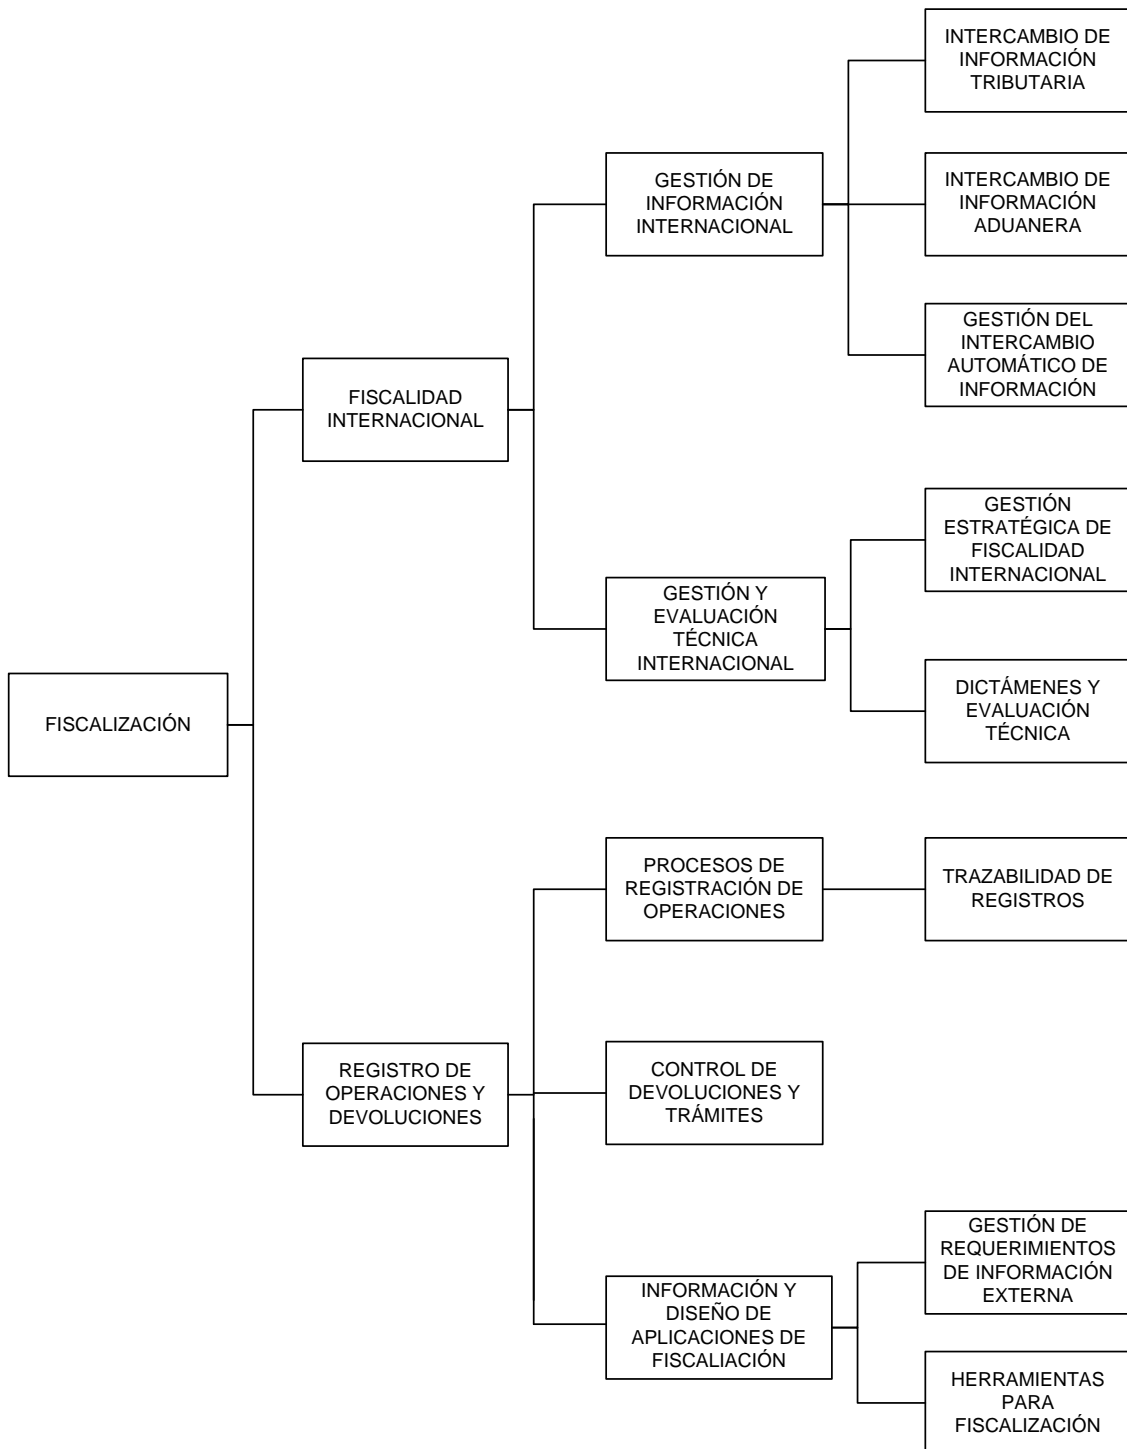 INTERCAMBIO DE
INFORMACIÓN
TRIBUTARIA
GESTIÓN DE
INFORMACIÓN
INTERNACIONAL
INTERCAMBIO DE
INFORMACIÓN
ADUANERA
GESTIÓN DEL
INTERCAMBIO
AUTOMÁTICO DE
INFORMACIÓN
FISCALIDAD
INTERNACIONAL
GESTIÓN
ESTRATÉGICA DE
FISCALIDAD
INTERNACIONAL
GESTIÓN Y
EVALUACIÓN
TÉCNICA
INTERNACIONAL
DICTÁMENES Y
EVALUACIÓN
TÉCNICA
FISCALIZACIÓN
PROCESOS DE
REGISTRACIÓN DE
OPERACIONES
TRAZABILIDAD DE
REGISTROS
REGISTRO DE
OPERACIONES Y
DEVOLUCIONES
CONTROL DE
DEVOLUCIONES Y
TRÁMITES
GESTIÓN DE
REQUERIMIENTOS
DE INFORMACIÓN
EXTERNA
INFORMACIÓN Y
DISEÑO DE
APLICACIONES DE
FISCALIACIÓN
HERRAMIENTAS
PARA
FISCALIZACIÓN